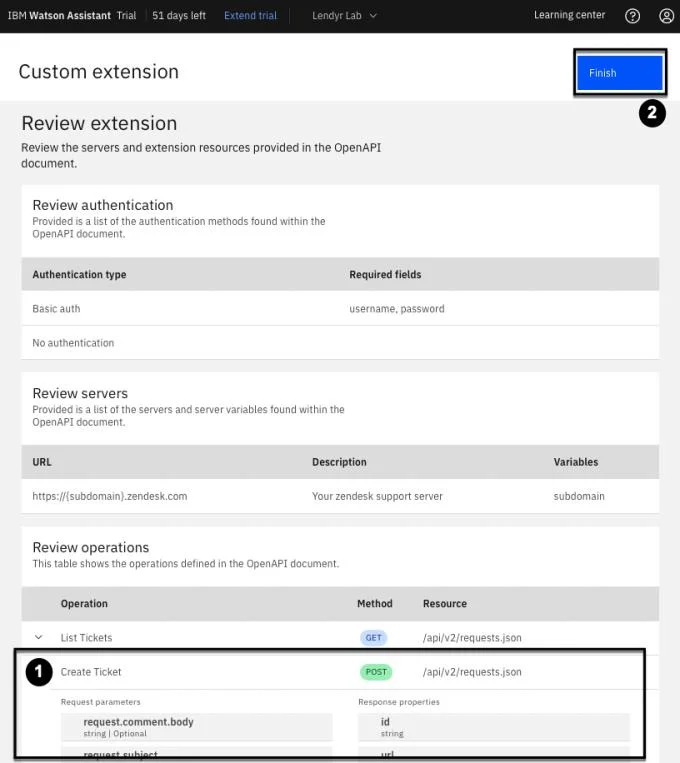 IBM Watson Assistant Trial 51 days left Extend trial Lendyr Lab Learning center
Custom extension
Finish
2
Review extension
Review the servers and extension resources provided in the OpenAPI
document.
Review authentication
Provided is a list of the authentication methods found within the
OpenAPI document.
Authentication type Required fields
Basic auth username, password
No authentication
Review servers
Provided is a list of the servers and server variables found within the
OpenAPI document.
URL Description Variables
https://{subdomain}.zendesk.com Your zendesk support server subdomain
Review operations
This table shows the operations defined in the OpenAPI document.
Operation Method Resource
List Tickets GET /api/v2/requests.json
1 Create Ticket POST /api/v2/requests.json
Request parameters Response properties
request.comment.body id
string | Optional string
request.subject url